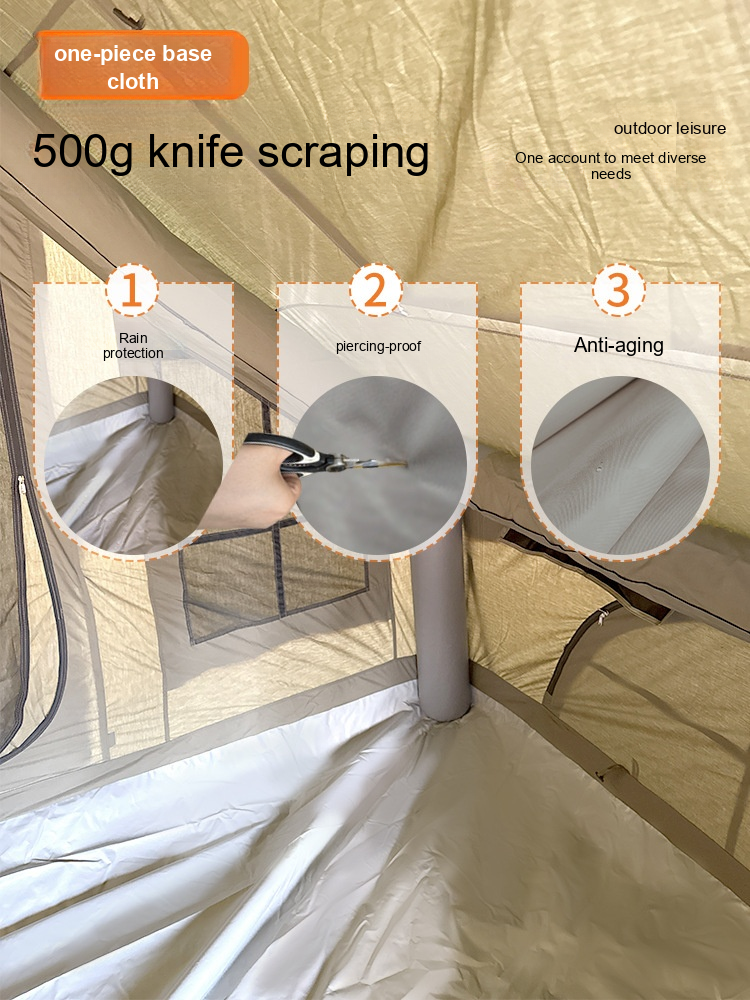 one-piece base
cloth
500g knife scraping
outdoor leisure
One account to meet diverse
needs
1
2
3
Rain
protection
piercing-proof
Anti-aging